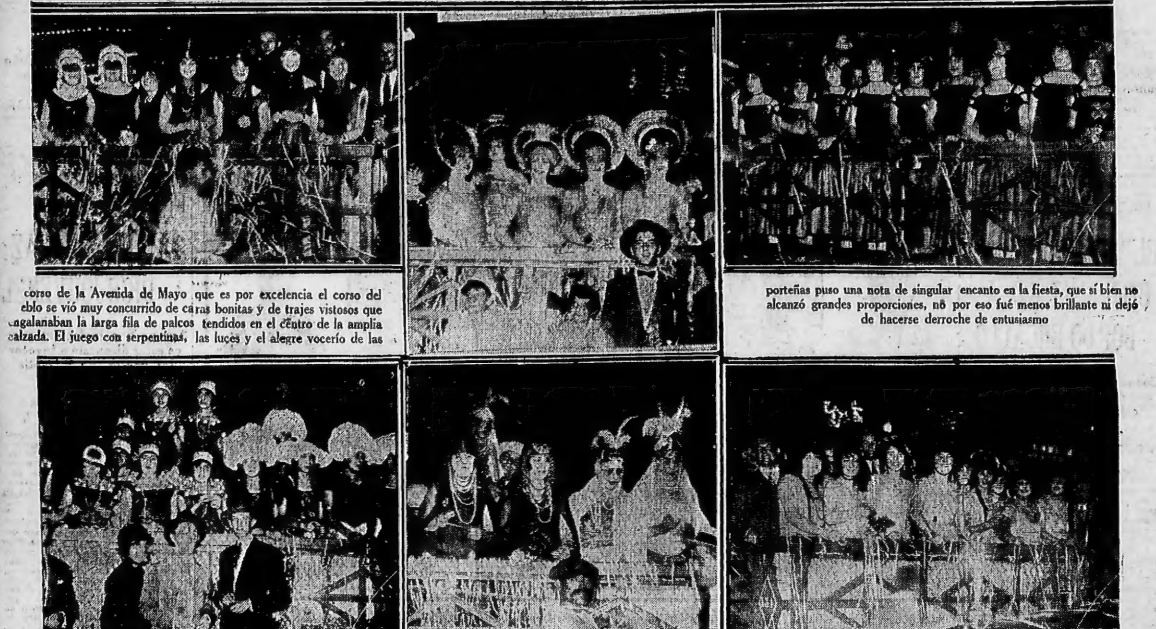 corso de la Avenida de Mayo que es por excelencia el corso del
eblo se vió muy concurrido de caras bonitas y de trajes vistosos que
ngalanaban la larga fila de palcos tendidos en el centro de la amplia
calzada. El juego con serpentinas, las luces y el alegre vocerío de las
porteñas puso una nota de singular encanto en la fiesta, que si bien no
alcanzó grandes proporciones, nó por eso fué menos brillante ni dejó
de hacerse derroche de entusiasmo